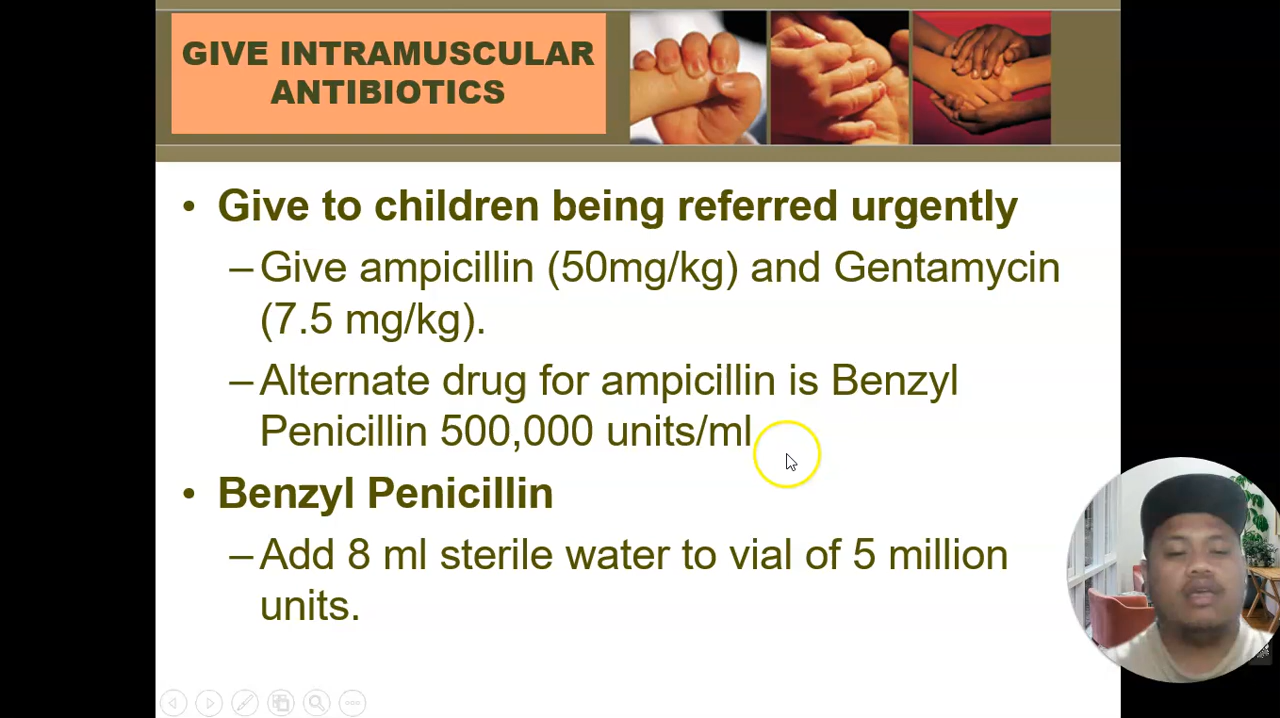 GIVE INTRAMUSCULAR
ANTIBIOTICS
• Give to children being referred urgently
–Give ampicillin (50mg/kg) and Gentamycin
(7.5 mg/kg).
–Alternate drug for ampicillin is Benzyl
Penicillin 500,000 units/ml
• Benzyl Penicillin
–Add 8 ml sterile water to vial of 5 million
units.